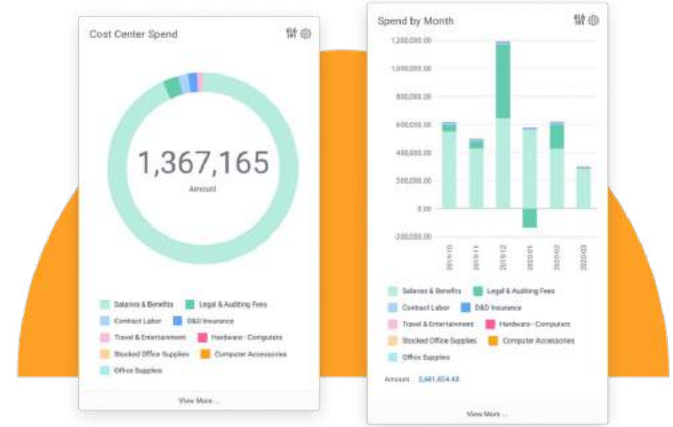 Cost Center Spend
1,367,165
Amount
Salaries & Benefits Legal & Auditing Fees
Contract Labor D&O Insurance
Travel & Entertainment Hardware - Computers
Stocked Office Supplies Computer Accessories
Office Supplies
View More ...
Spend by Month
1,200,000.00
1,000,000.00
800,000.00
600,000.00
400,000.00
200,000.00
0.00
-200,000.00
2019-10 2019-11 2019-12 2020-01 2020-02 2020-03
Salaries & Benefits Legal & Auditing Fees
Contract Labor D&O Insurance
Travel & Entertainment Hardware - Computers
Stocked Office Supplies Computer Accessories
Office Supplies
Amount
View More ...